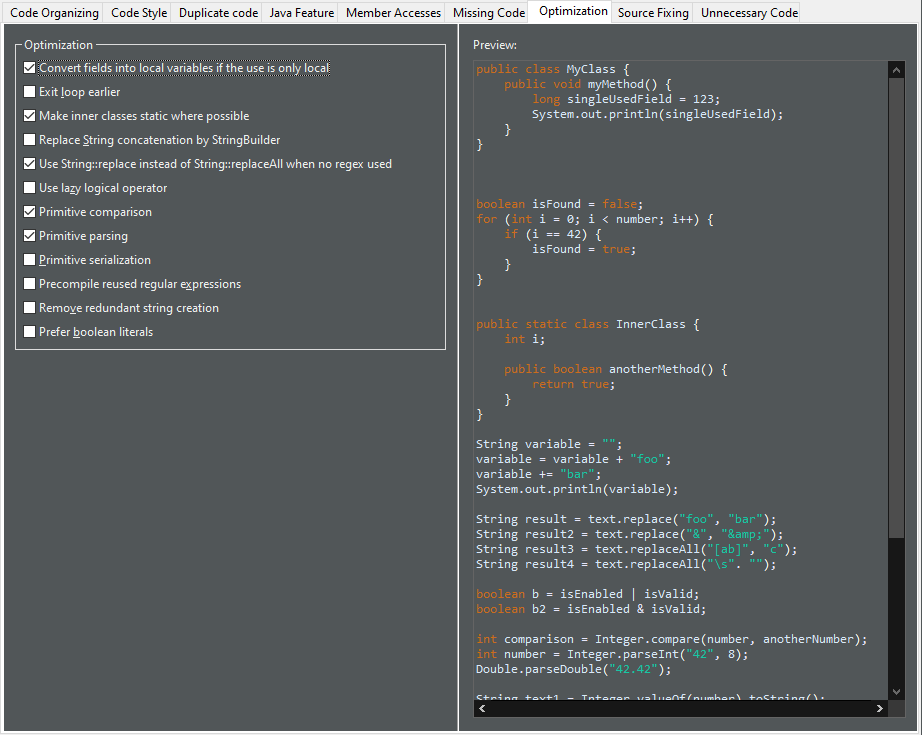 Code Organizing Code Style Duplicate code Java Feature Member Accesses Missing Code Optimization Source Fixing Unnecessary Code
Optimization
Convert fields into local variables if the use is only local
Exit loop earlier
Make inner classes static where possible
Replace String concatenation by StringBuilder
Use String::replace instead of String::replaceAll when no regex used
Use lazy logical operator
Primitive comparison
Primitive parsing
Primitive serialization
Precompile reused regular expressions
Remove redundant string creation
Prefer boolean literals
Preview:
public class MyClass {
    public void myMethod() {
        long singleUsedField = 123;
        System.out.println(singleUsedField);
    }
}
boolean isFound = false;
for (int i = 0; i < number; i++) {
    if (i == 42) {
        isFound = true;
    }
}
public static class InnerClass {
    int i;
    public boolean anotherMethod() {
        return true;
    }
}
String variable = "";
variable = variable + "foo";
variable += "bar";
System.out.println(variable);
String result = text.replace("foo", "bar");
String result2 = text.replace("&", "&amp;");
String result3 = text.replaceAll("[ab]", "c");
String result4 = text.replaceAll("\s". "");
boolean b = isEnabled | isValid;
boolean b2 = isEnabled & isValid;
int comparison = Integer.compare(number, anotherNumber);
int number = Integer.parseInt("42", 8);
Double.parseDouble("42.42");
String text1 = Integer.valueOf(number).toString();